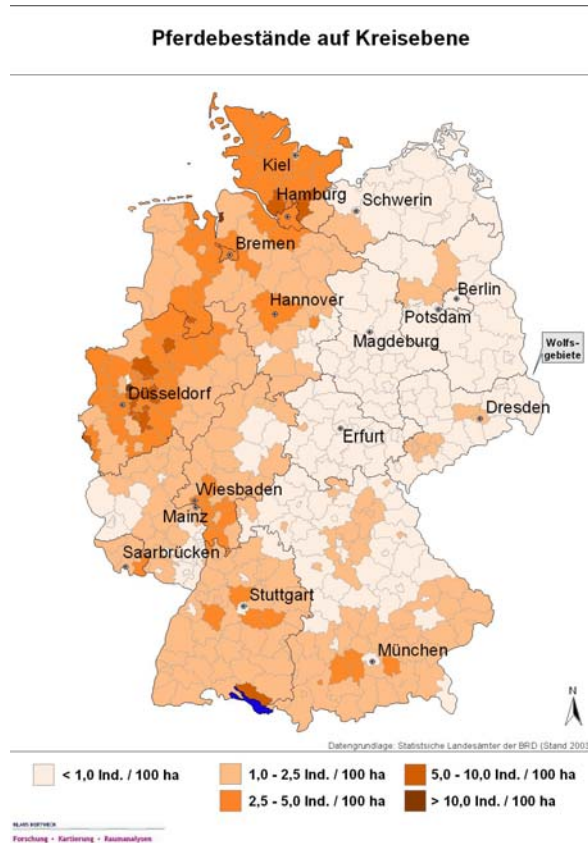 Pferdebestände auf Kreisebene
Kiel
Hamburg
Schwerin
Bremen
Berlin
Hannover
Potsdam
Magdeburg
Wolfs-
gebiete
Düsseldorf
Dresden
Erfurt
Wiesbaden
Mainz
Saarbrücken
Stuttgart
München
N
Datengrundlage: Statistsiche Landesämter der BRD (Stand 2003
< 1,0 Ind. / 100 ha
1,0 - 2,5 Ind. / 100 ha
5,0 - 10,0 Ind. / 100 ha
2,5 - 5,0 Ind. / 100 ha
> 10,0 Ind. / 100 ha
Forschung - Kartierung - Raumanalysen